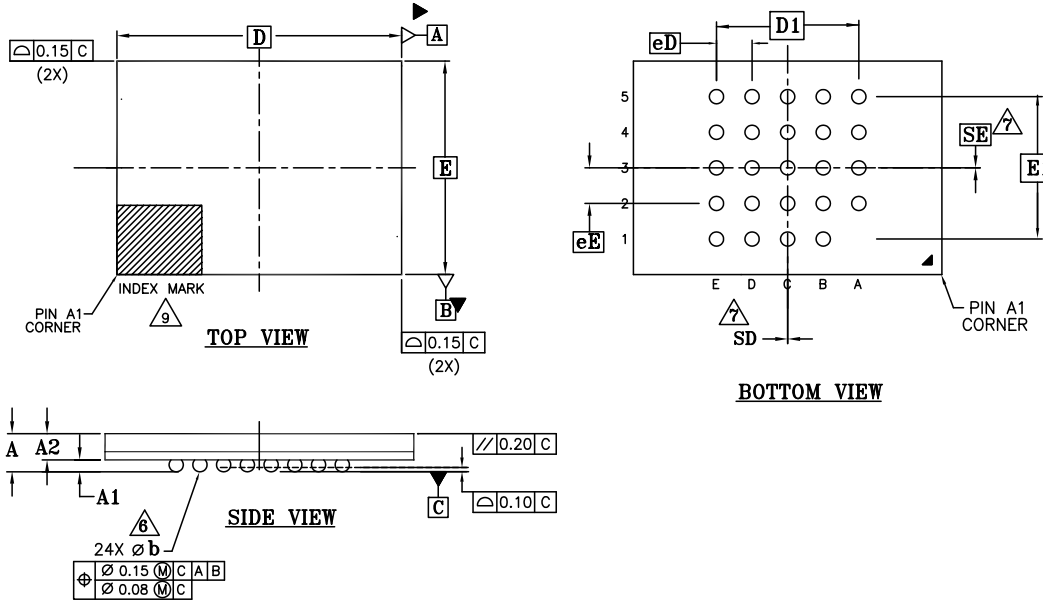 D
A
⌓ 0.15 C
(2X)
E
INDEX MARK
PIN A1
CORNER
9
B
TOP VIEW
⌓ 0.15 C
(2X)
D1
eD
5
4
3
2
1
7
SE
eE
E D C B A
7
SD
PIN A1
CORNER
BOTTOM VIEW
A
A2
A1
// 0.20 C
⌓ 0.10 C
C
SIDE VIEW
6
24X Ø b
⌖ Ø 0.15 Ⓜ C A B
Ø 0.08 Ⓜ C